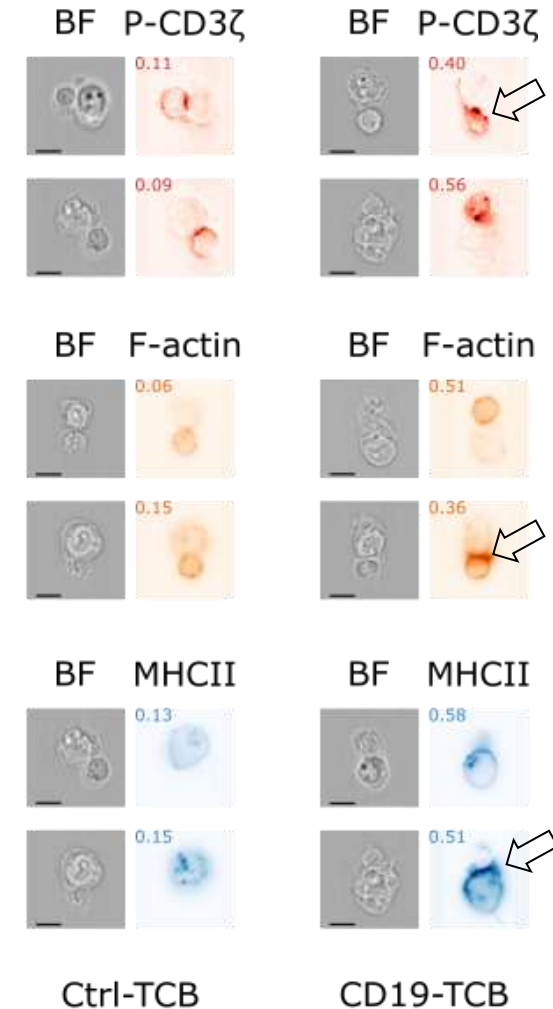 BF P-CD3ζ BF P-CD3ζ
0.11 0.40
0.09 0.56
BF F-actin BF F-actin
0.06 0.51
0.15 0.36
BF MHCII BF MHCII
0.13 0.58
0.15 0.51
Ctrl-TCB CD19-TCB